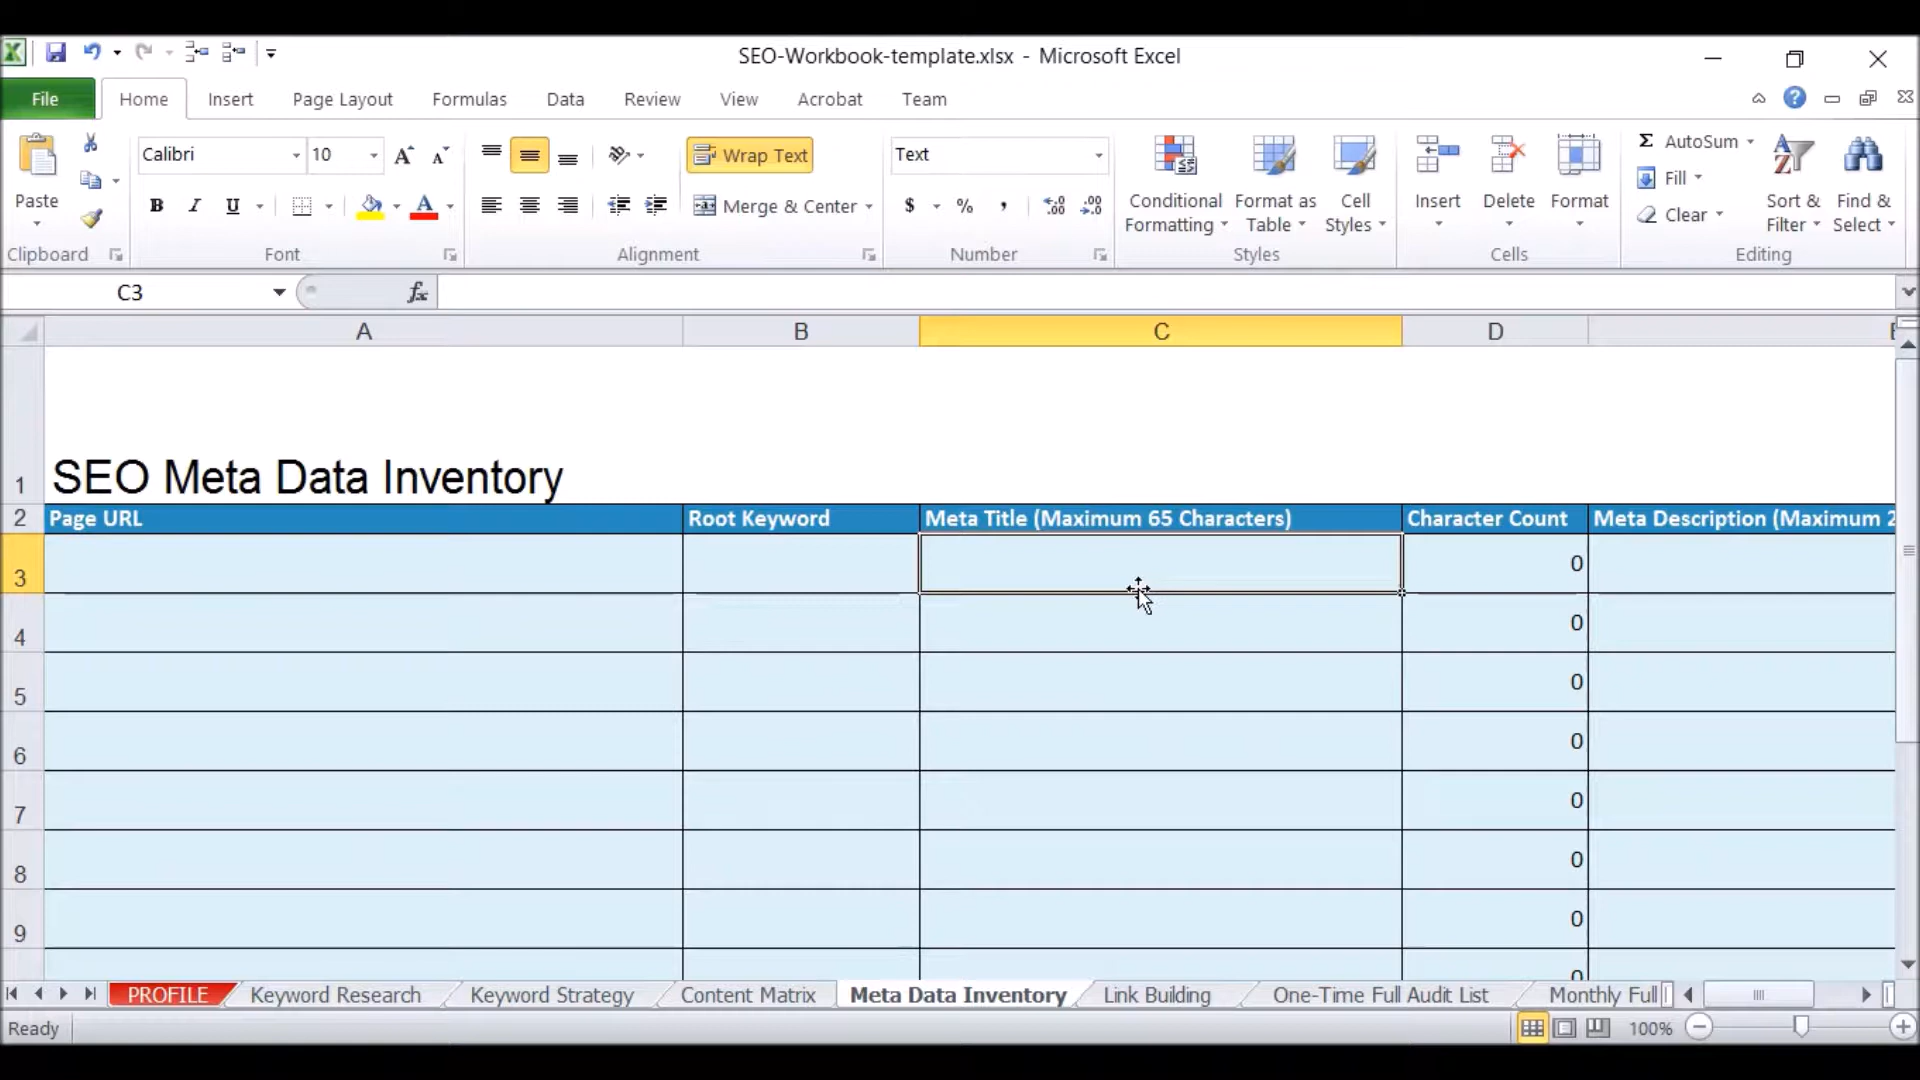 SEO-Workbook-template.xlsx - Microsoft Excel
File Home Insert Page Layout Formulas Data Review View Acrobat Team
Calibri 10 Wrap Text Text Σ AutoSum
Paste Fill
B I U Merge & Center $ % , Conditional Formatting Format as Table Cell Styles Insert Delete Format Clear Sort & Filter Find & Select
Clipboard Font Alignment Number Styles Cells Editing
C3 fx
A B C D
1 SEO Meta Data Inventory
2 Page URL Root Keyword Meta Title (Maximum 65 Characters) Character Count Meta Description (Maximum 2
3 0
4 0
5 0
6 0
7 0
8 0
9 0
0
PROFILE Keyword Research Keyword Strategy Content Matrix Meta Data Inventory Link Building One-Time Full Audit List Monthly Full
Ready 100%